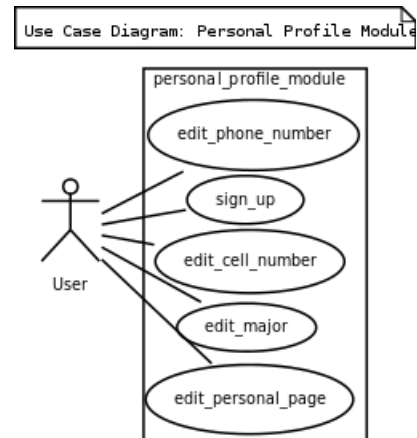 Use Case Diagram: Personal Profile Module
personal_profile_module
edit_phone_number
sign_up
edit_cell_number
User
edit_major
edit_personal_page